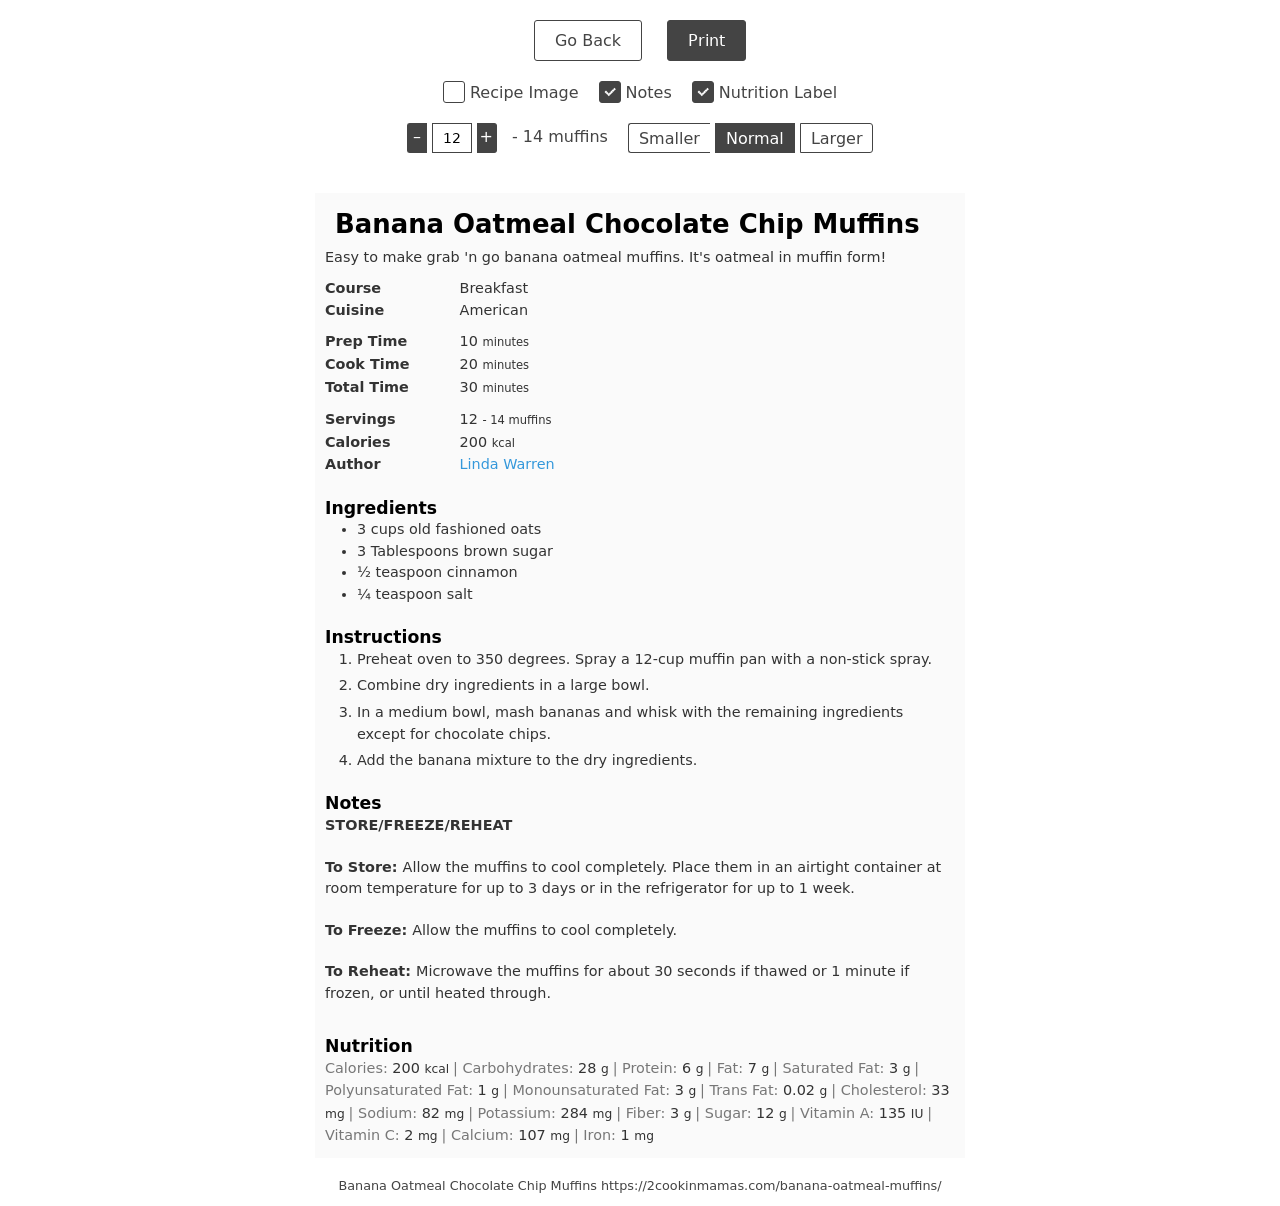 Go Back Print
Recipe Image Notes Nutrition Label
– 12 + - 14 muffins Smaller Normal Larger
Banana Oatmeal Chocolate Chip Muffins
Easy to make grab 'n go banana oatmeal muffins. It's oatmeal in muffin form!
Course Breakfast
Cuisine American
Prep Time 10 minutes
Cook Time 20 minutes
Total Time 30 minutes
Servings 12 - 14 muffins
Calories 200 kcal
Author Linda Warren
Ingredients
• 3 cups old fashioned oats
• 3 Tablespoons brown sugar
• ½ teaspoon cinnamon
• ¼ teaspoon salt
Instructions
1. Preheat oven to 350 degrees. Spray a 12-cup muffin pan with a non-stick spray.
2. Combine dry ingredients in a large bowl.
3. In a medium bowl, mash bananas and whisk with the remaining ingredients
except for chocolate chips.
4. Add the banana mixture to the dry ingredients.
Notes
STORE/FREEZE/REHEAT
To Store: Allow the muffins to cool completely. Place them in an airtight container at
room temperature for up to 3 days or in the refrigerator for up to 1 week.
To Freeze: Allow the muffins to cool completely.
To Reheat: Microwave the muffins for about 30 seconds if thawed or 1 minute if
frozen, or until heated through.
Nutrition
Calories: 200 kcal | Carbohydrates: 28 g | Protein: 6 g | Fat: 7 g | Saturated Fat: 3 g |
Polyunsaturated Fat: 1 g | Monounsaturated Fat: 3 g | Trans Fat: 0.02 g | Cholesterol: 33
mg | Sodium: 82 mg | Potassium: 284 mg | Fiber: 3 g | Sugar: 12 g | Vitamin A: 135 IU |
Vitamin C: 2 mg | Calcium: 107 mg | Iron: 1 mg
Banana Oatmeal Chocolate Chip Muffins https://2cookinmamas.com/banana-oatmeal-muffins/